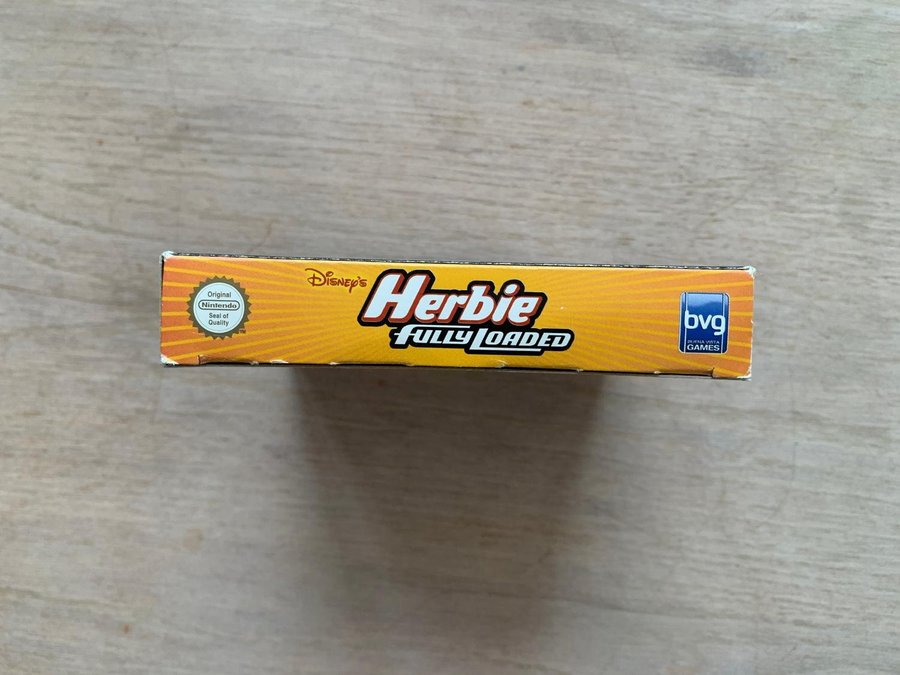 Original
Nintendo
Seal of
Quality
Disney's
Herbie
Fully Loaded
bvg
BUENA VISTA
GAMES